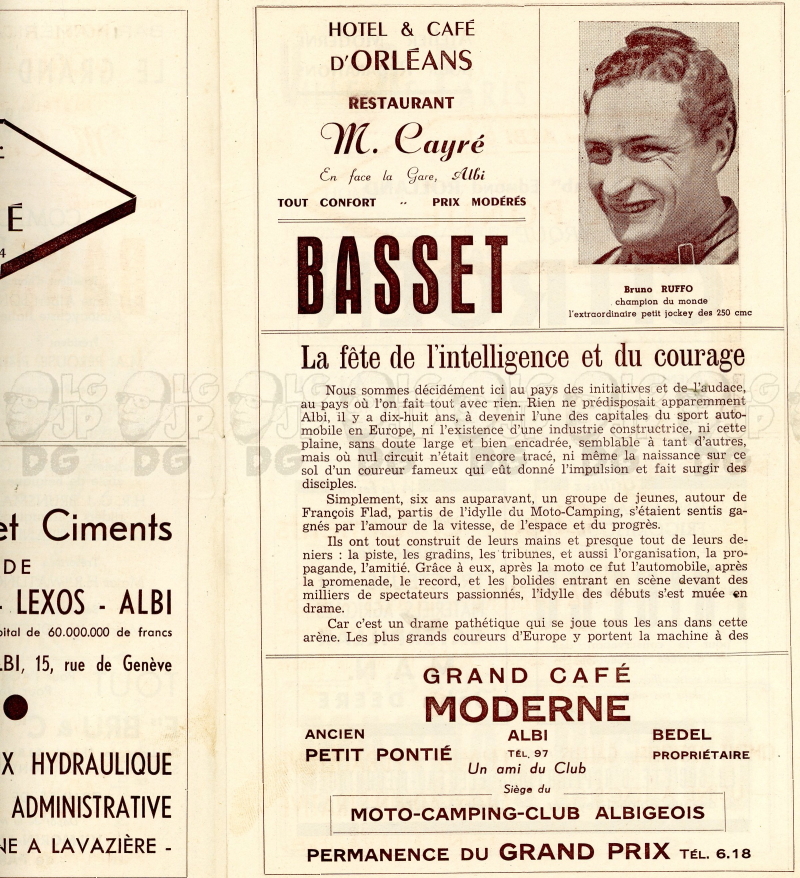 É
4
et Ciments
DE
- LEXOS - ALBI
pital de 60.000.000 de francs
LBI, 15, rue de Genève
X HYDRAULIQUE
ADMINISTRATIVE
NE A LAVAZIÈRE -
HOTEL & CAFÉ
D'ORLÉANS
RESTAURANT
M. Cayré
En face la Gare, Albi
TOUT CONFORT -- PRIX MODÉRÉS
BASSET
Bruno RUFFO
champion du monde
l'extraordinaire petit jockey des 250 cmc
La fête de l'intelligence et du courage
Nous sommes décidément ici au pays des initiatives et de l'audace,
au pays où l'on fait tout avec rien. Rien ne prédisposait apparemment
Albi, il y a dix-huit ans, à devenir l'une des capitales du sport auto-
mobile en Europe, ni l'existence d'une industrie constructrice, ni cette
plaine, sans doute large et bien encadrée, semblable à tant d'autres,
mais où nul circuit n'était encore tracé, ni même la naissance sur ce
sol d'un coureur fameux qui eût donné l'impulsion et fait surgir des
disciples.
Simplement, six ans auparavant, un groupe de jeunes, autour de
François Flad, partis de l'idylle du Moto-Camping, s'étaient sentis ga-
gnés par l'amour de la vitesse, de l'espace et du progrès.
Ils ont tout construit de leurs mains et presque tout de leurs de-
niers : la piste, les gradins, les tribunes, et aussi l'organisation, la pro-
pagande, l'amitié. Grâce à eux, après la moto ce fut l'automobile, après
la promenade, le record, et les bolides entrant en scène devant des
milliers de spectateurs passionnés, l'idylle des débuts s'est muée en
drame.
Car c'est un drame pathétique qui se joue tous les ans dans cette
arène. Les plus grands coureurs d'Europe y portent la machine à des
GRAND CAFÉ
MODERNE
ANCIEN ALBI BEDEL
PETIT PONTIÉ TÉL. 97 PROPRIÉTAIRE
Un ami du Club
Siège du
MOTO-CAMPING-CLUB ALBIGEOIS
PERMANENCE DU GRAND PRIX TÉL. 6.18
LG JP DG